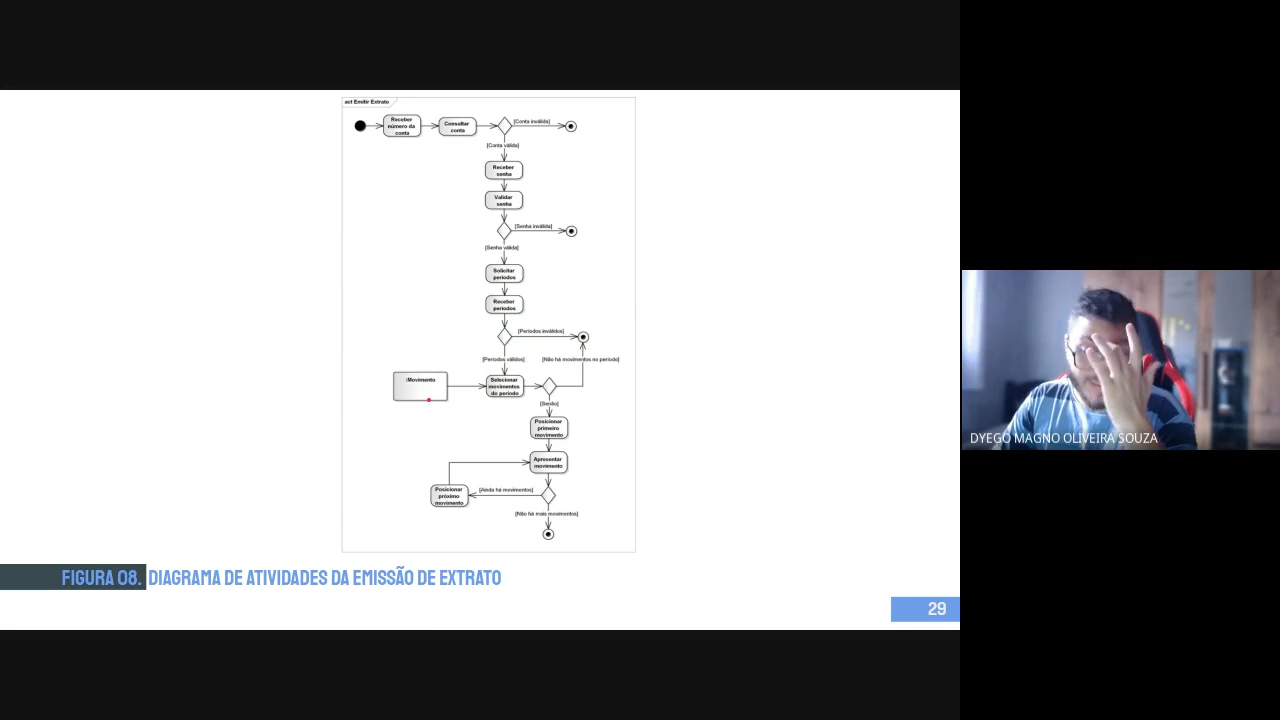 act Emitir Extrato
Receber
número da
conta
Consultar
conta
[Conta inválida]
[Conta válida]
Receber
senha
Validar
senha
[Senha inválida]
[Senha válida]
Solicitar
períodos
Receber
períodos
[Períodos inválidos]
[Períodos válidos]
[Não há movimentos no período]
:Movimento
Selecionar
movimentos
do período
[Senão]
Posicionar
primeiro
movimento
Apresentar
movimento
Posicionar
próximo
movimento
[Ainda há movimentos]
[Não há mais movimentos]
DYEGO MAGNO OLIVEIRA SOUZA
FIGURA 08. DIAGRAMA DE ATIVIDADES DA EMISSÃO DE EXTRATO
29